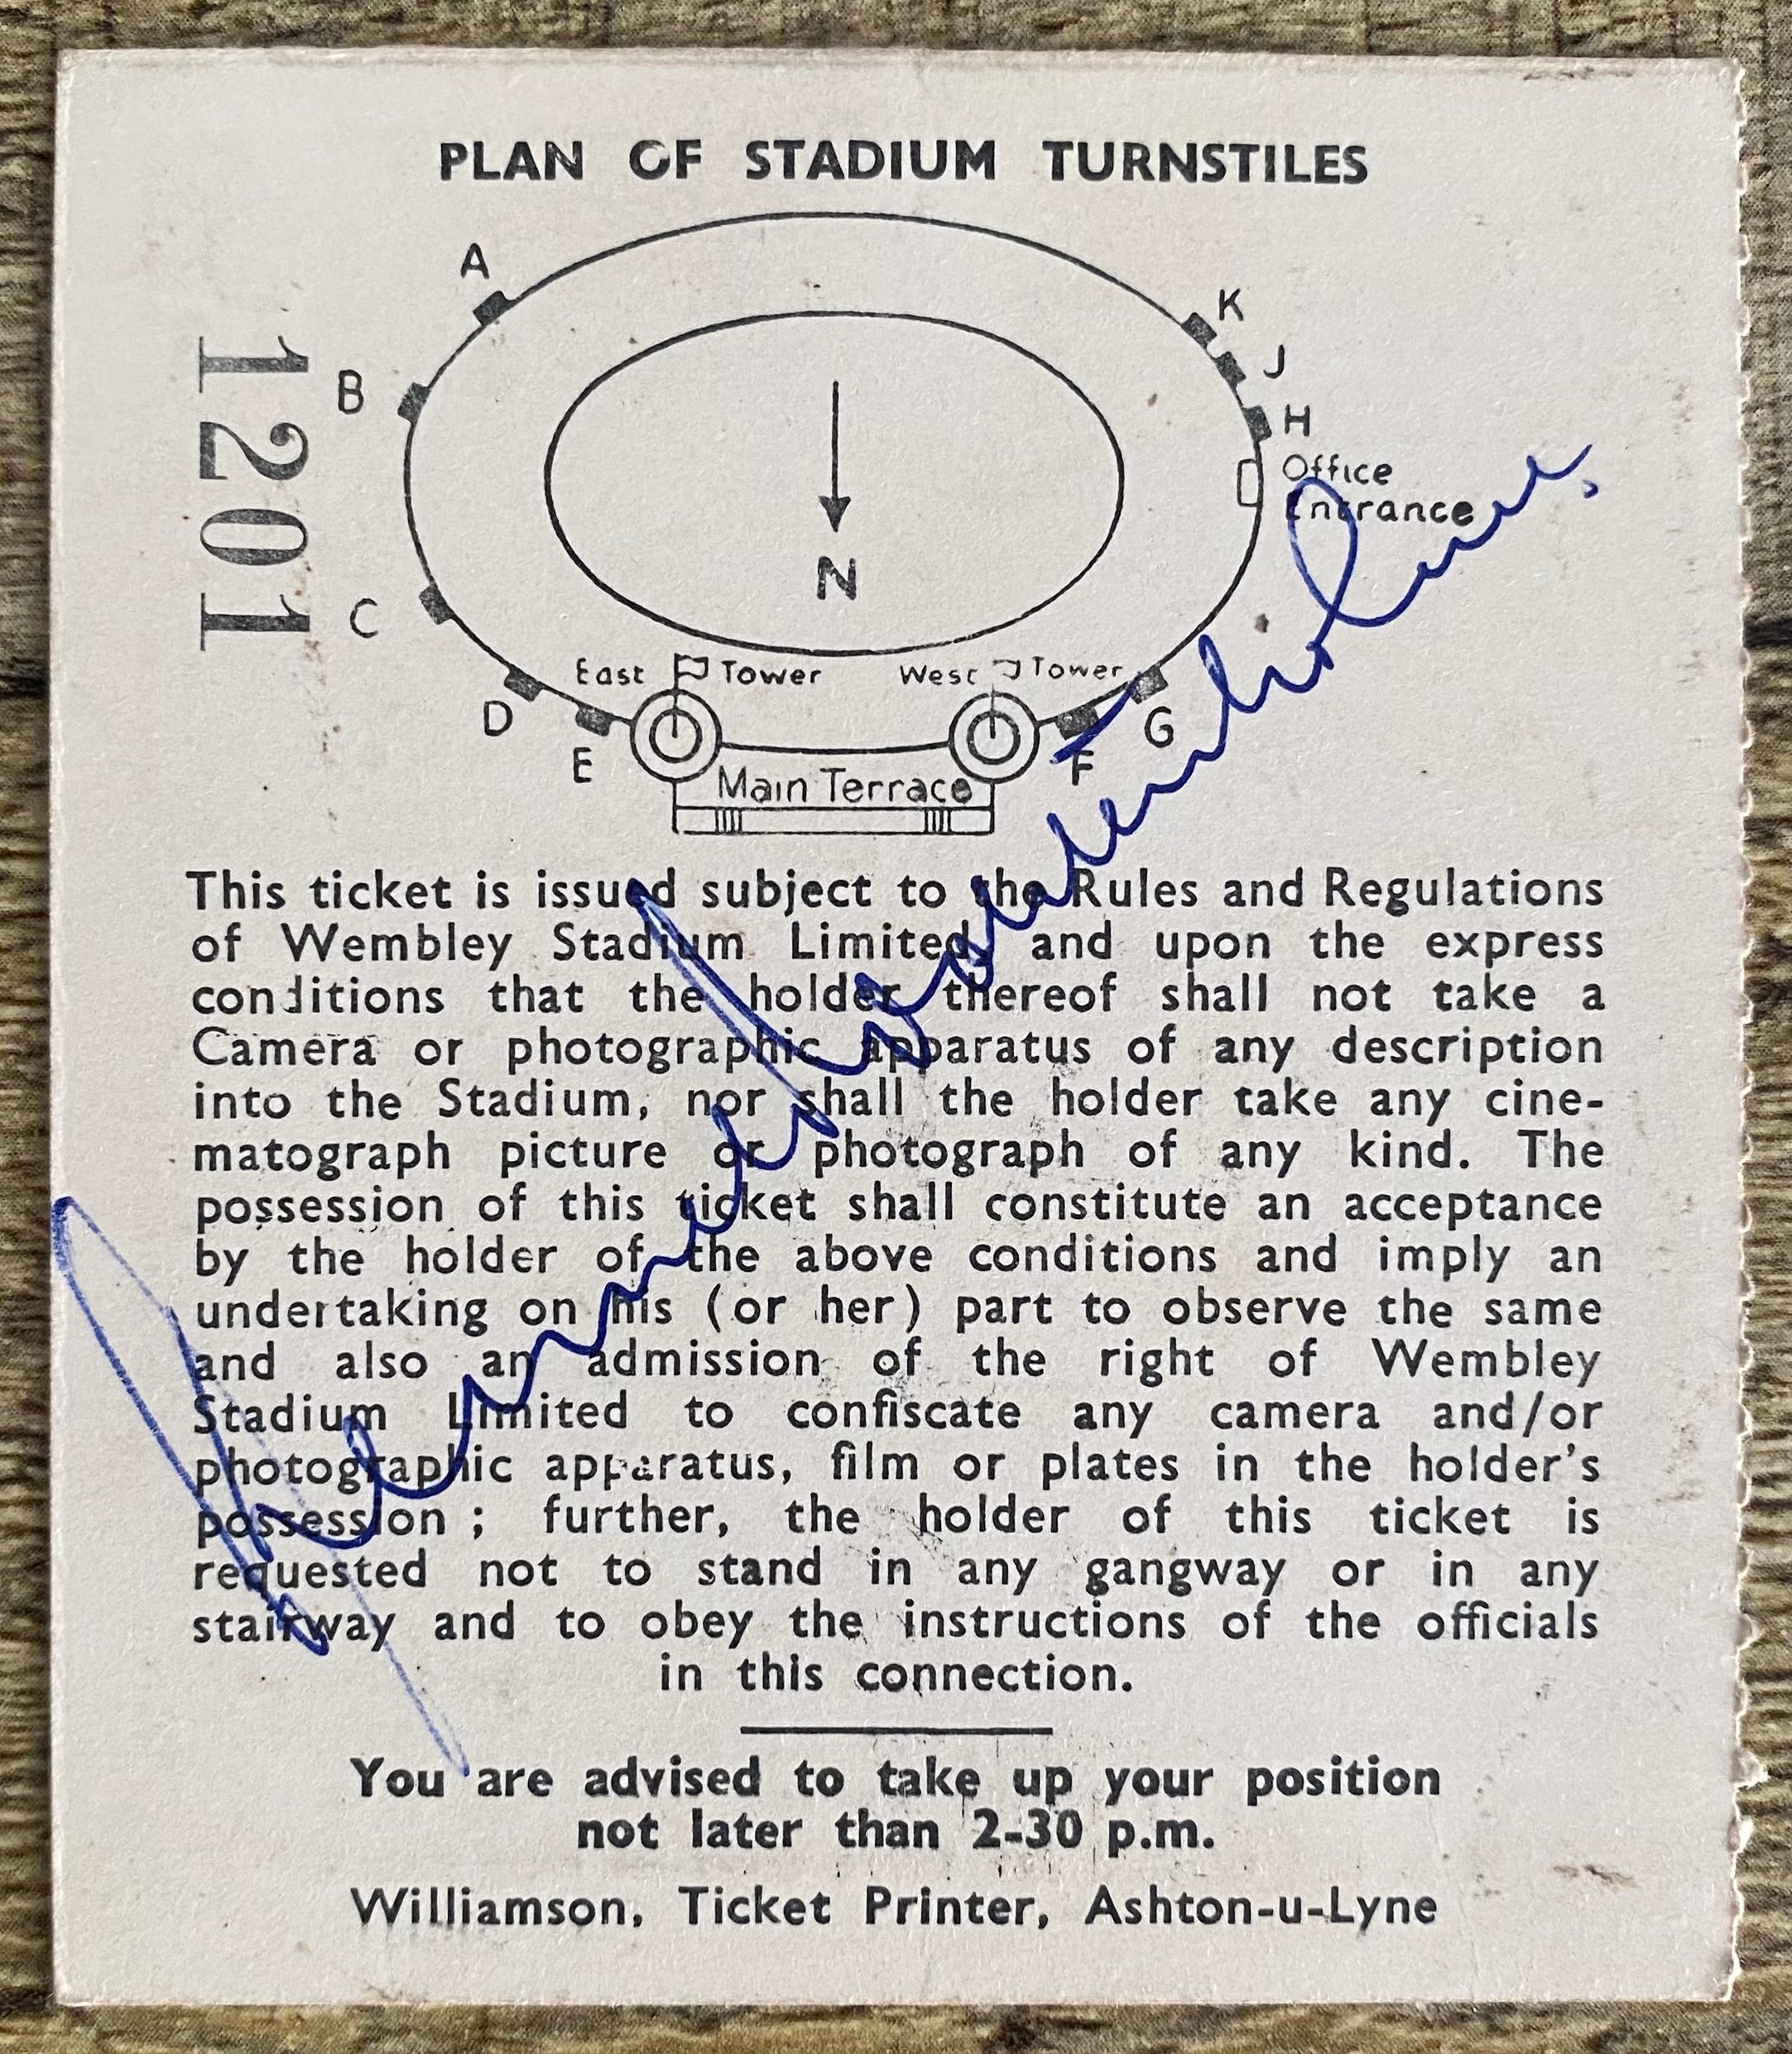 PLAN OF STADIUM TURNSTILES
A
K
J
B
H
Office
Entrance
N
C
East Tower West Tower
D
G
E
F
Main Terrace
1201
This ticket is issued subject to the Rules and Regulations
of Wembley Stadium Limited, and upon the express
conditions that the holder thereof shall not take a
Camera or photographic apparatus of any description
into the Stadium, nor shall the holder take any cine-
matograph picture or photograph of any kind. The
possession of this ticket shall constitute an acceptance
by the holder of the above conditions and imply an
undertaking on his (or her) part to observe the same
and also an admission of the right of Wembley
Stadium Limited to confiscate any camera and/or
photographic apparatus, film or plates in the holder's
possession ; further, the holder of this ticket is
requested not to stand in any gangway or in any
stairway and to obey the instructions of the officials
in this connection.
You are advised to take up your position
not later than 2-30 p.m.
Williamson, Ticket Printer, Ashton-u-Lyne
Kenneth Wolstenholme